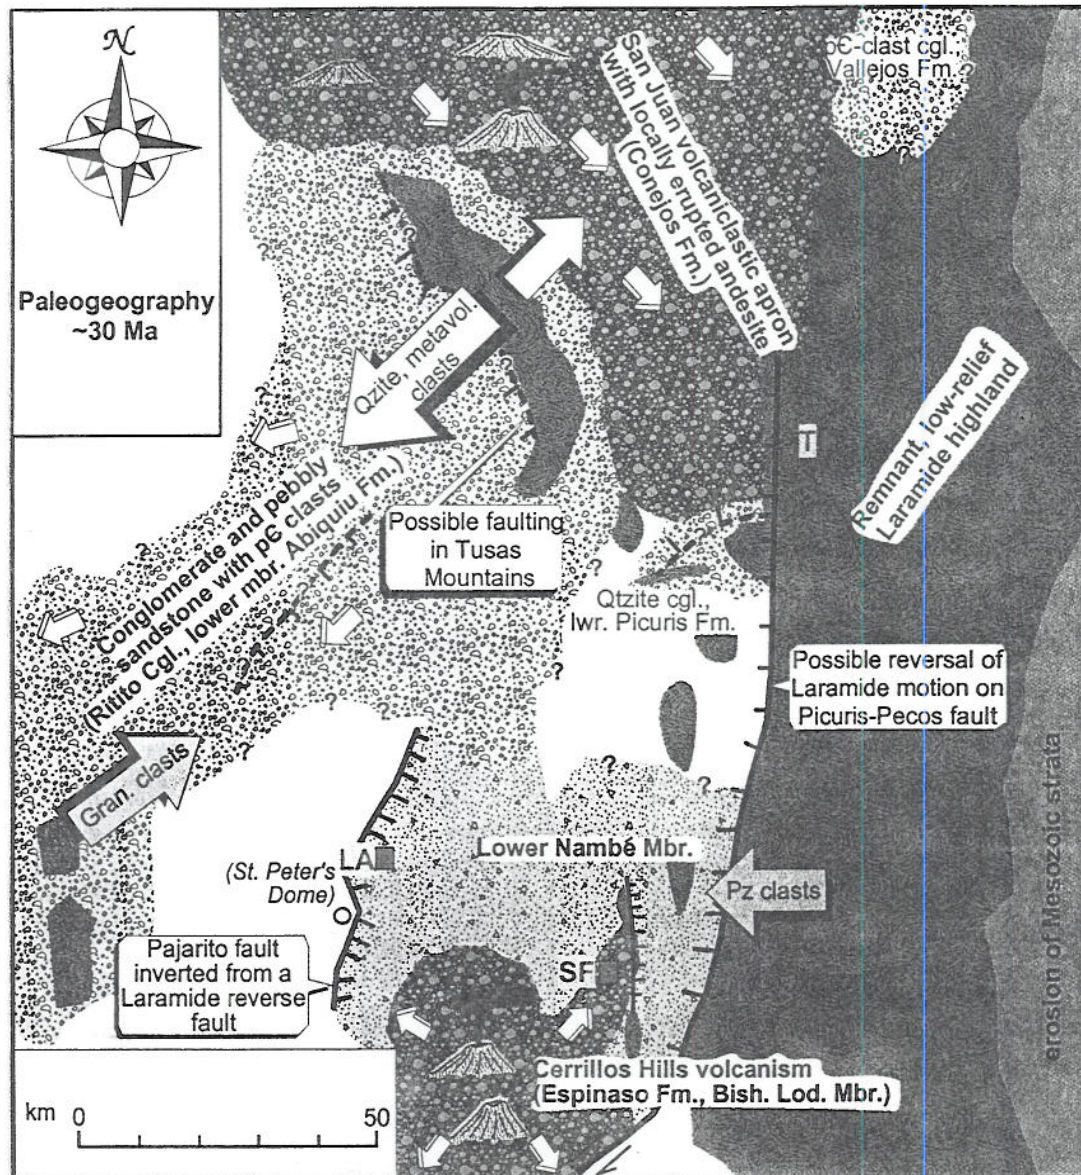 N
Paleogeography
~30 Ma
San Juan volcaniclastic apron
with locally erupted andesite
(Conejos Fm.)
pЄ-clast cgl.,
Vallejos Fm.
?
Qzite, metavol.
clasts
Remnant, low-relief
Laramide highland
T
Conglomerate and pebbly
sandstone with pЄ clasts
(Ritito Cgl., lower mbr. Abiquiu Fm.)
Possible faulting
in Tusas
Mountains
Qtzite cgl.,
lwr. Picuris Fm.
Possible reversal of
Laramide motion on
Picuris-Pecos fault
Gran. clasts
LA
(St. Peter's
Dome)
Lower Nambé Mbr.
Pz clasts
Pajarito fault
inverted from a
Laramide reverse
fault
SF
erosion of Mesozoic strata
Cerrillos Hills volcanism
(Espinaso Fm., Bish. Lod. Mbr.)
km 0 50